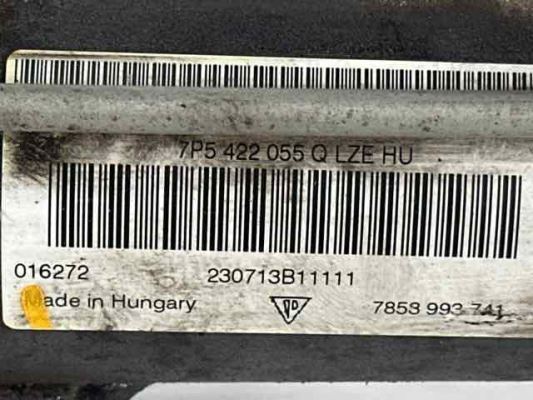 7P5 422 055 Q LZE HU
016272 230713B11111
Made in Hungary 7853 993 741